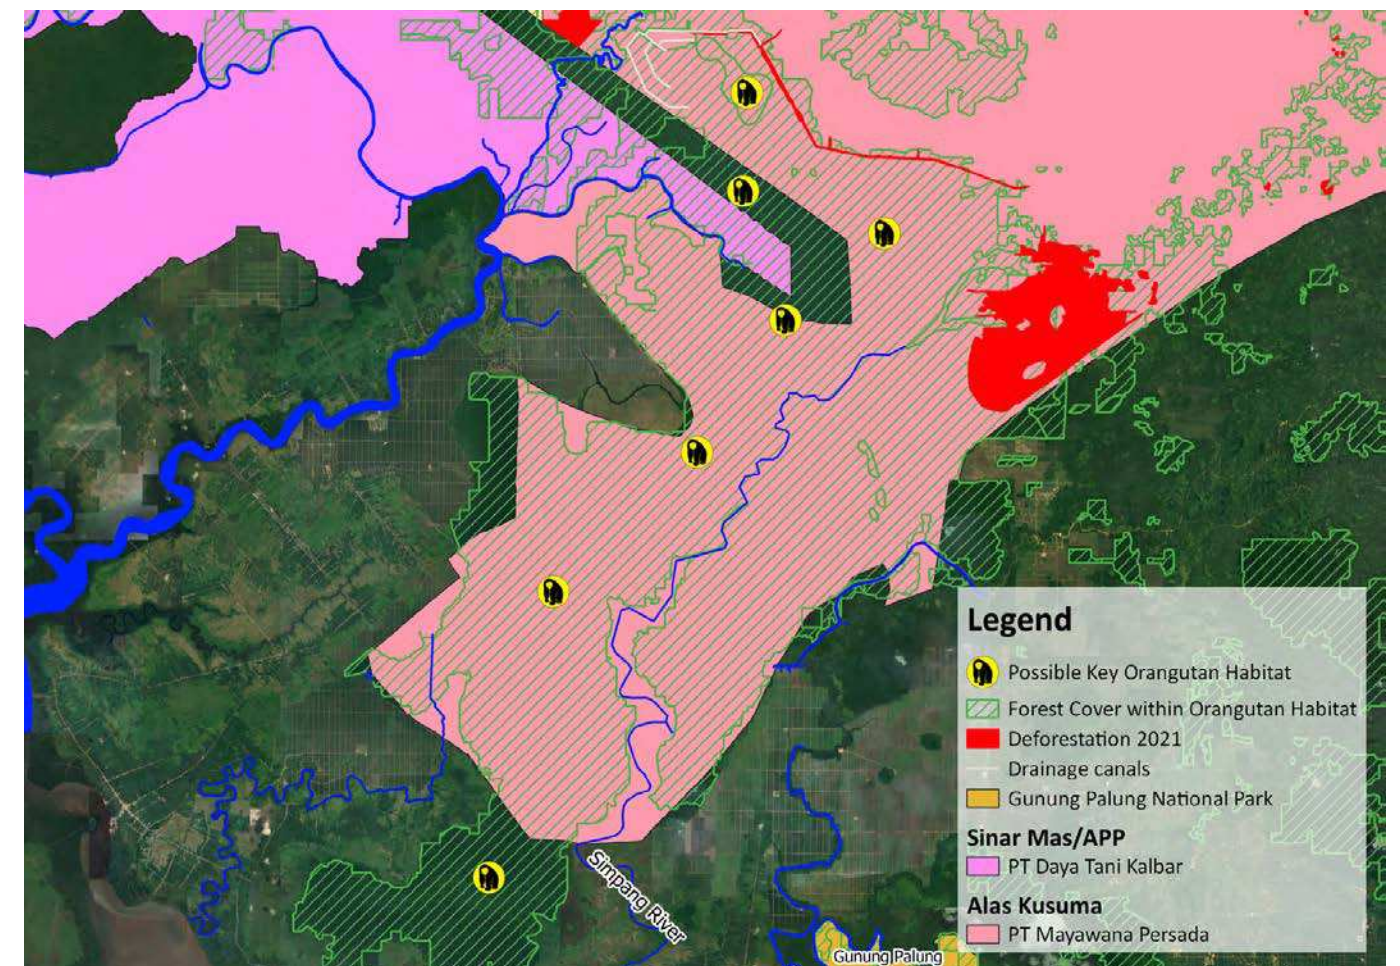 Legend
Possible Key Orangutan Habitat
Forest Cover within Orangutan Habitat
Deforestation 2021
Drainage canals
Gunung Palung National Park
Sinar Mas/APP
PT Daya Tani Kalbar
Alas Kusuma
PT Mayawana Persada
Simpang River
Gunung Palung